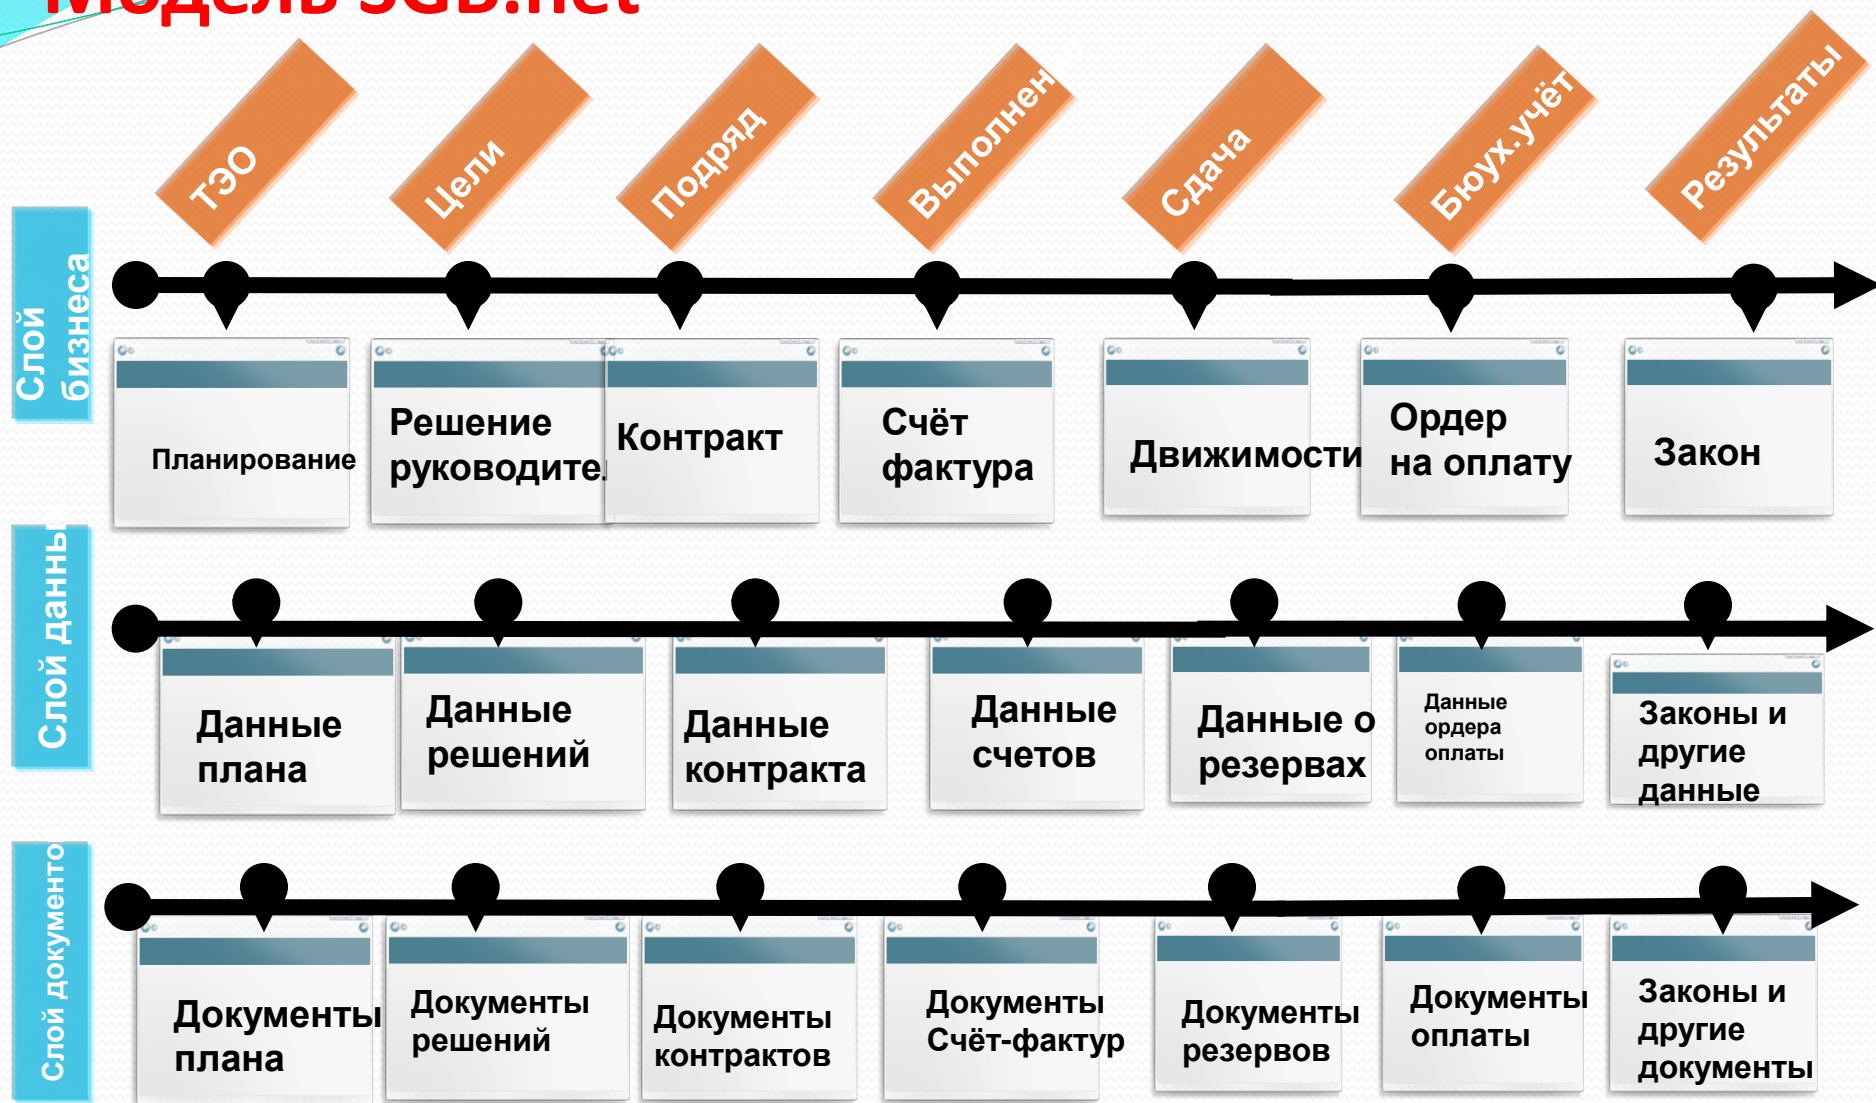 Модель SGB.net
ТЭО
Цели
Подряд
Выполнен
Сдача
Бюух.учёт
Результаты
Слой
бизнеса
Планирование
Решение
руководите
Контракт
Счёт
фактура
Движимости
Ордер
на оплату
Закон
Слой данны
Данные
плана
Данные
решений
Данные
контракта
Данные
счетов
Данные о
резервах
Данные
ордера
оплаты
Законы и
другие
данные
Слой документо
Документы
плана
Документы
решений
Документы
контрактов
Документы
Счёт-фактур
Документы
резервов
Документы
оплаты
Законы и
другие
документы